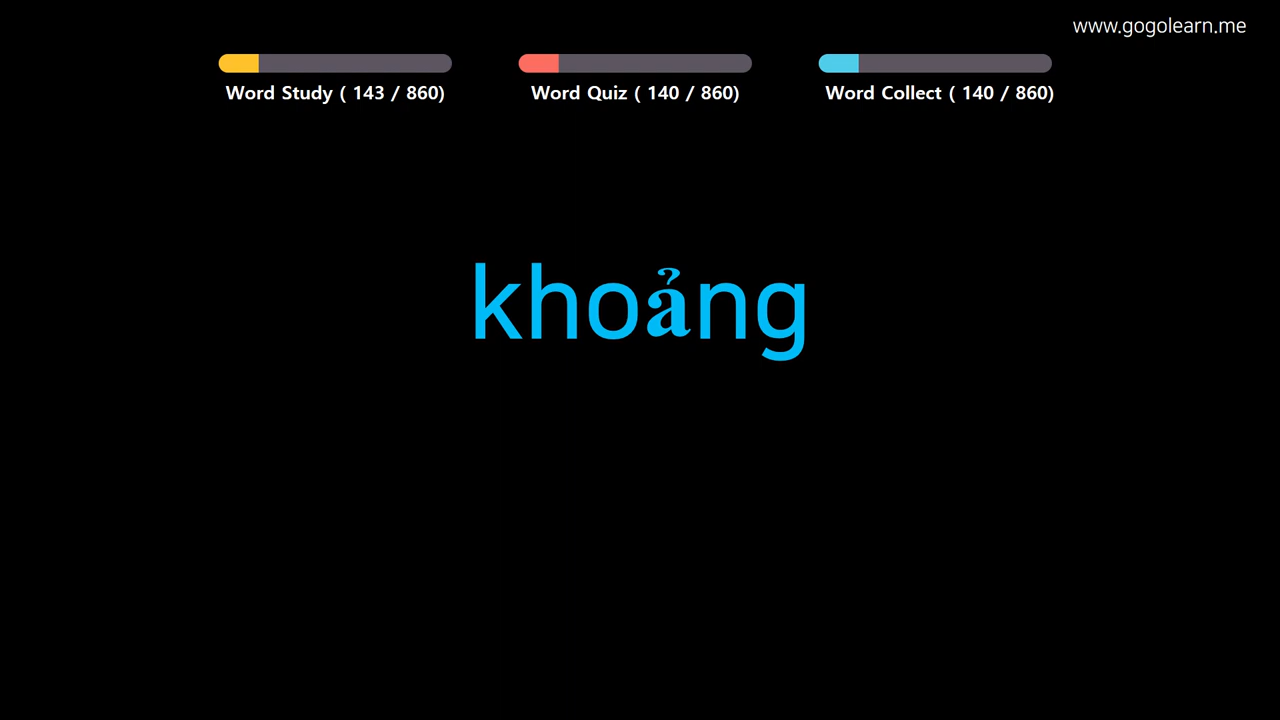 www.gogolearn.me
Word Study ( 143 / 860)
Word Quiz ( 140 / 860)
Word Collect ( 140 / 860)
khoảng